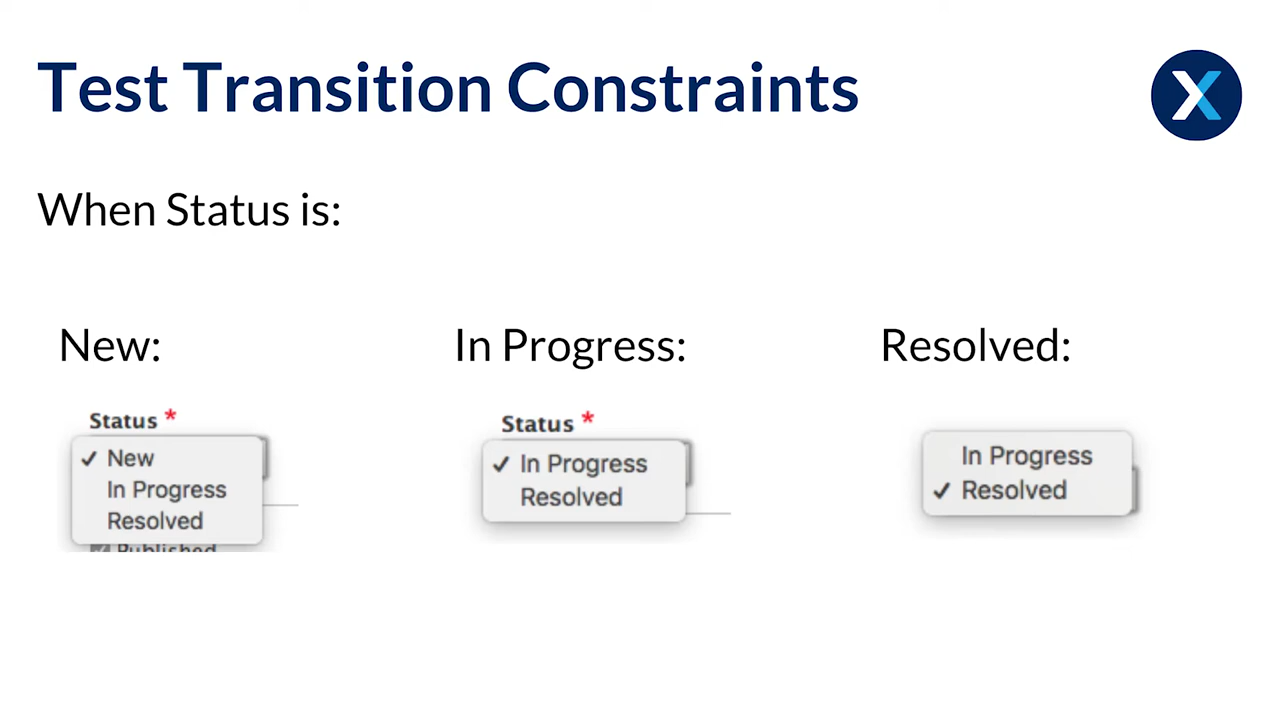 Test Transition Constraints
When Status is:
New:
In Progress:
Resolved:
Status *
✓ New
In Progress
Resolved
Published
Status *
✓ In Progress
Resolved
In Progress
✓ Resolved